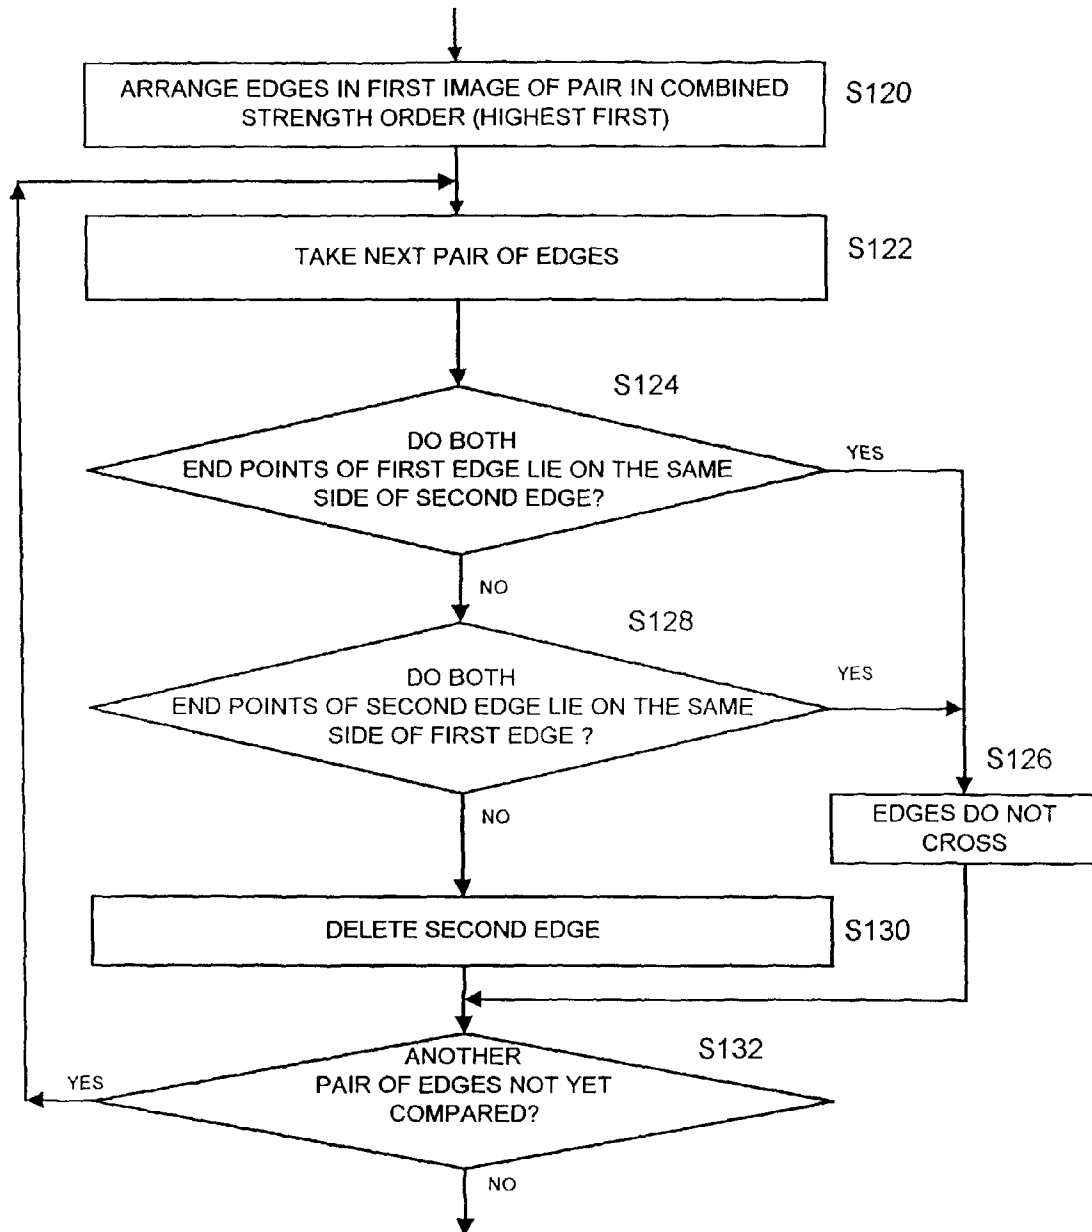 ARRANGE EDGES IN FIRST IMAGE OF PAIR IN COMBINED
STRENGTH ORDER (HIGHEST FIRST)
S120
TAKE NEXT PAIR OF EDGES
S122
S124
DO BOTH
END POINTS OF FIRST EDGE LIE ON THE SAME
SIDE OF SECOND EDGE?
YES
NO
S128
DO BOTH
END POINTS OF SECOND EDGE LIE ON THE SAME
SIDE OF FIRST EDGE ?
YES
NO
S126
EDGES DO NOT
CROSS
DELETE SECOND EDGE
S130
S132
ANOTHER
PAIR OF EDGES NOT YET
COMPARED?
YES
NO